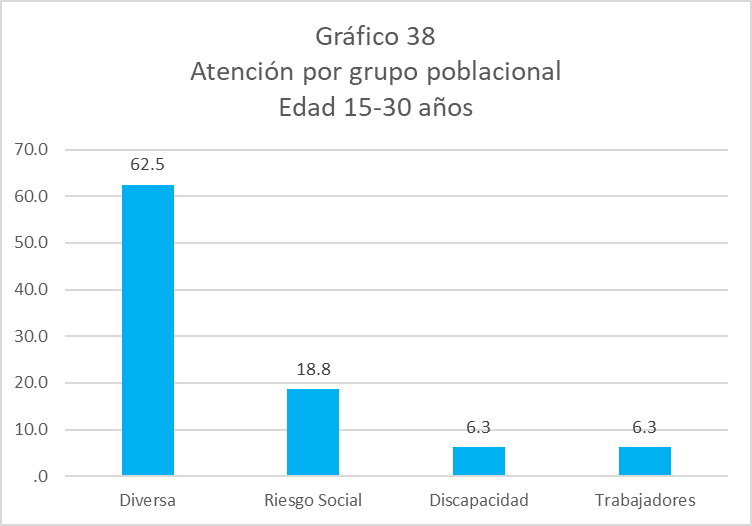 Gráfico 38
Atención por grupo poblacional
Edad 15-30 años
70.0
60.0
50.0
40.0
30.0
20.0
10.0
.0
62.5
18.8
6.3
6.3
Diversa
Riesgo Social
Discapacidad
Trabajadores